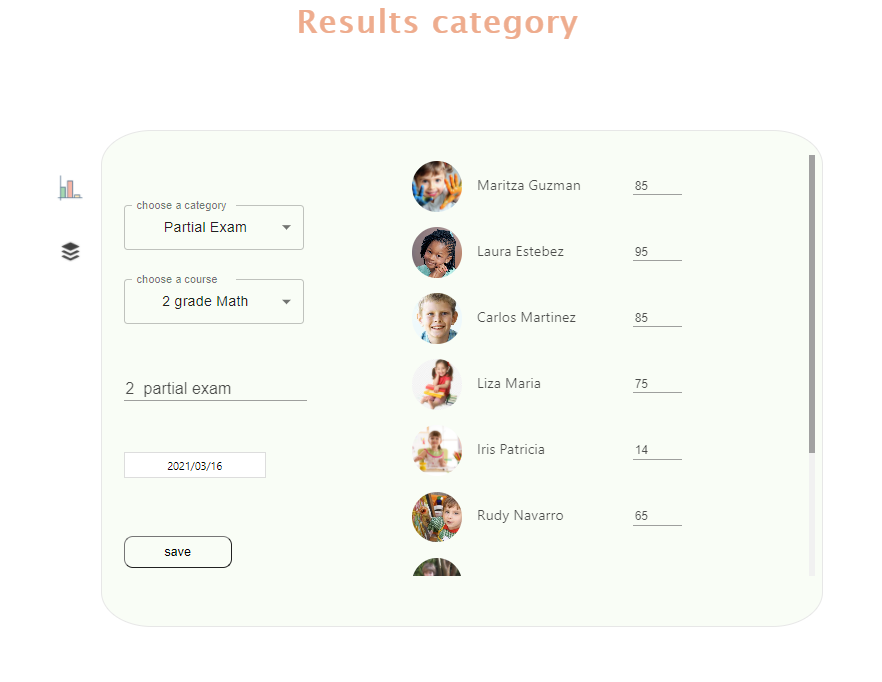 Results category
choose a category
Partial Exam
choose a course
2 grade Math
2 partial exam
2021/03/16
save
Maritza Guzman 85
Laura Estebez 95
Carlos Martinez 85
Liza Maria 75
Iris Patricia 14
Rudy Navarro 65